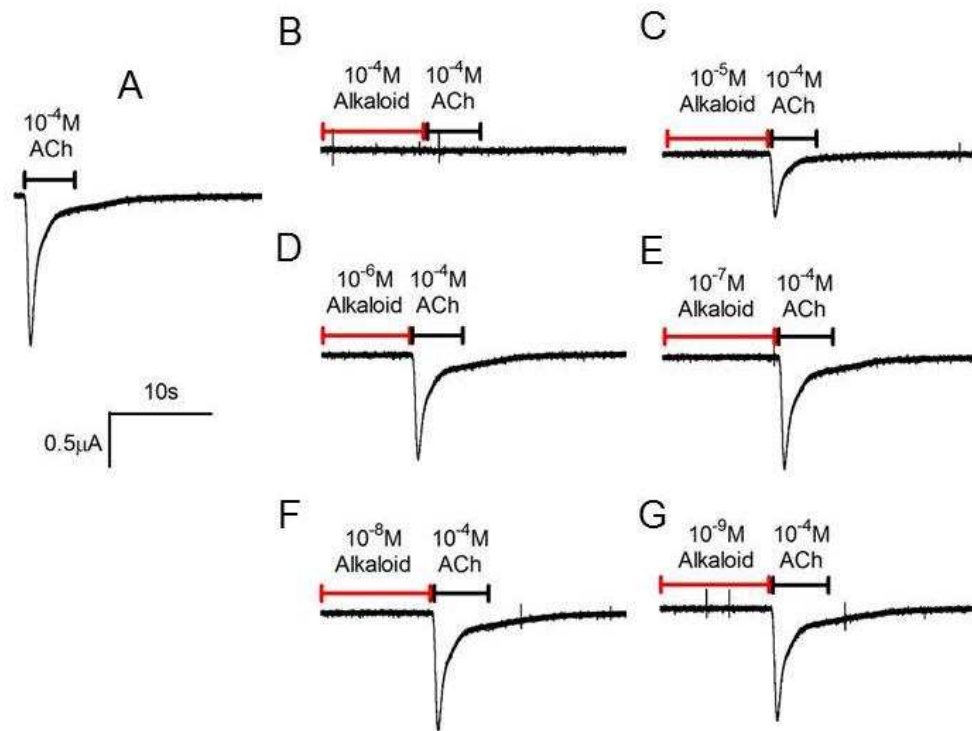 A
10⁻⁴M
ACh
10s
0.5µA
B
10⁻⁴M 10⁻⁴M
Alkaloid ACh
C
10⁻⁵M 10⁻⁴M
Alkaloid ACh
D
10⁻⁶M 10⁻⁴M
Alkaloid ACh
E
10⁻⁷M 10⁻⁴M
Alkaloid ACh
F
10⁻⁸M 10⁻⁴M
Alkaloid ACh
G
10⁻⁹M 10⁻⁴M
Alkaloid ACh